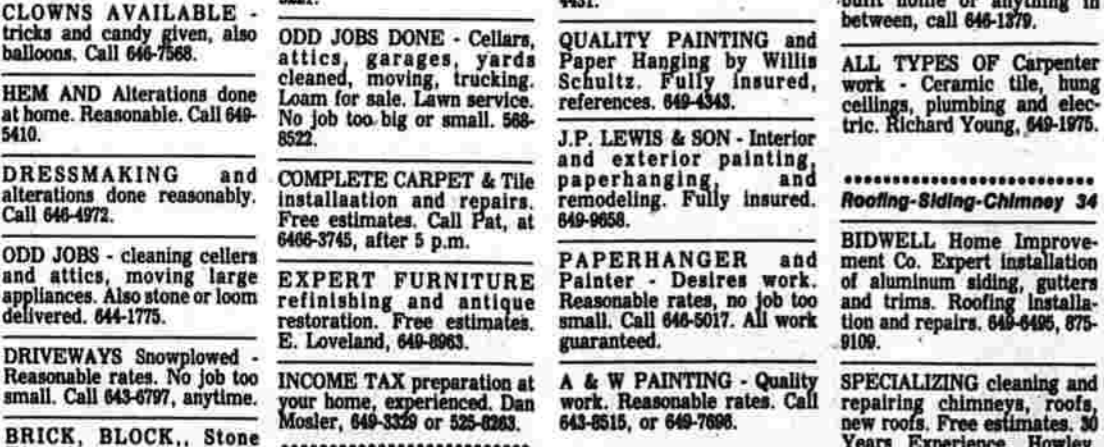 CLOWNS AVAILABLE -
tricks and candy given, also
balloons. Call 646-7568.
HEM AND Alterations done
at home. Reasonable. Call 649-
5410.
DRESSMAKING and
alterations done reasonably.
Call 646-4972.
ODD JOBS - cleaning cellers
and attics, moving large
appliances. Also stone or loom
delivered. 644-1775.
DRIVEWAYS Snowplowed -
Reasonable rates. No job too
small. Call 643-6797, anytime.
BRICK, BLOCK,, Stone
ODD JOBS DONE - Cellars,
attics, garages, yards
cleaned, moving, trucking.
Loam for sale. Lawn service.
No job too big or small. 568-
8522.
COMPLETE CARPET & Tile
installaation and repairs.
Free estimates. Call Pat, at
6466-3745, after 5 p.m.
EXPERT FURNITURE
refinishing and antique
restoration. Free estimates.
E. Loveland, 649-8963.
INCOME TAX preparation at
your home, experienced. Dan
Mosler, 649-3329 or 525-8263.
QUALITY PAINTING and
Paper Hanging by Willis
Schultz. Fully insured,
references. 649-4343.
J.P. LEWIS & SON - Interior
and exterior painting,
paperhanging, and
remodeling. Fully insured.
649-9658.
PAPERHANGER and
Painter - Desires work.
Reasonable rates, no job too
small. Call 646-5017. All work
guaranteed.
A & W PAINTING - Quality
work. Reasonable rates. Call
643-8515, or 649-7698.
built home or anything in
between, call 646-1379.
ALL TYPES OF Carpenter
work - Ceramic tile, hung
ceilings, plumbing and elec-
tric. Richard Young, 649-1975.
Roofing-Siding-Chimney 34
BIDWELL Home Improve-
ment Co. Expert installation
of aluminum siding, gutters
and trims. Roofing installa-
tion and repairs. 649-6495, 875-
9109.
SPECIALIZING cleaning and
repairing chimneys, roofs,
new roofs. Free estimates. 30
Years Experience Howley,